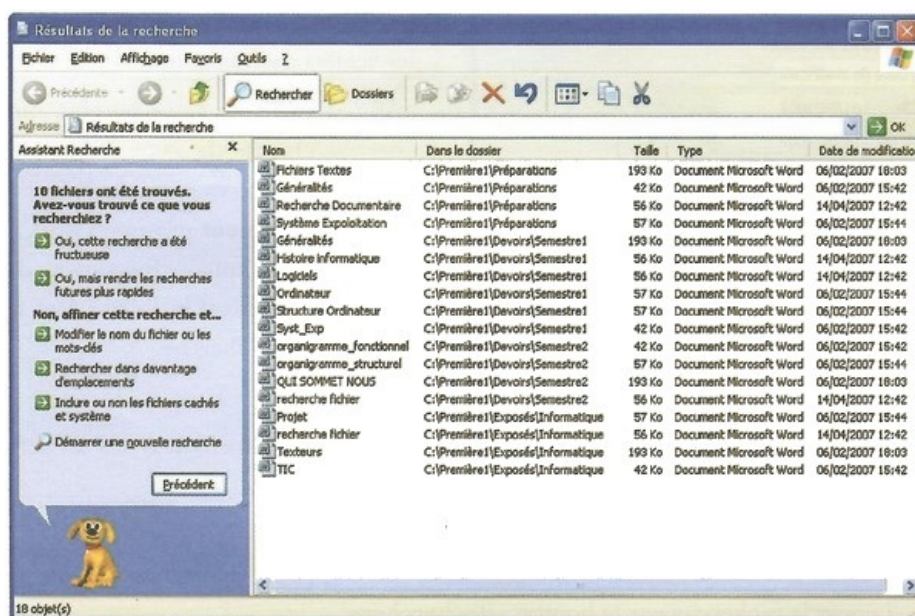 Résultats de la recherche
Fichier Edition Affichage Favoris Outils ?
Précédente Rechercher Dossiers
Adresse Résultats de la recherche OK
Assistant Recherche
18 fichiers ont été trouvés.
Avez-vous trouvé ce que vous
recherchiez ?
Oui, cette recherche a été
fructueuse
Oui, mais rendre les recherches
futures plus rapides
Non, affiner cette recherche et...
Modifier le nom du fichier ou les
mots-clés
Rechercher dans davantage
d'emplacements
Inclure ou non les fichiers cachés
et système
Démarrer une nouvelle recherche
Précédent
Nom Dans le dossier Taille Type Date de modificatio
Fichiers Textes C:\Première1\Préparations 193 Ko Document Microsoft Word 06/02/2007 18:03
Généralités C:\Première1\Préparations 42 Ko Document Microsoft Word 06/02/2007 15:42
Recherche Documentaire C:\Première1\Préparations 56 Ko Document Microsoft Word 14/04/2007 12:42
Système Expoloitation C:\Première1\Préparations 57 Ko Document Microsoft Word 06/02/2007 15:44
Généralités C:\Première1\Devoirs\Semestre1 193 Ko Document Microsoft Word 06/02/2007 18:03
Histoire informatique C:\Première1\Devoirs\Semestre1 56 Ko Document Microsoft Word 14/04/2007 12:42
Logiciels C:\Première1\Devoirs\Semestre1 56 Ko Document Microsoft Word 14/04/2007 12:42
Ordinateur C:\Première1\Devoirs\Semestre1 57 Ko Document Microsoft Word 06/02/2007 15:44
Structure Ordinateur C:\Première1\Devoirs\Semestre1 57 Ko Document Microsoft Word 06/02/2007 15:44
Syst_Exp C:\Première1\Devoirs\Semestre1 42 Ko Document Microsoft Word 06/02/2007 15:42
organigramme_fonctionnel C:\Première1\Devoirs\Semestre2 42 Ko Document Microsoft Word 06/02/2007 15:42
organigramme_structurel C:\Première1\Devoirs\Semestre2 57 Ko Document Microsoft Word 06/02/2007 15:44
QUI SOMMET NOUS C:\Première1\Devoirs\Semestre2 193 Ko Document Microsoft Word 06/02/2007 18:03
recherche fichier C:\Première1\Devoirs\Semestre2 56 Ko Document Microsoft Word 14/04/2007 12:42
Projet C:\Première1\Exposés\Informatique 57 Ko Document Microsoft Word 06/02/2007 15:44
recherche fichier C:\Première1\Exposés\Informatique 56 Ko Document Microsoft Word 14/04/2007 12:42
Texteurs C:\Première1\Exposés\Informatique 193 Ko Document Microsoft Word 06/02/2007 18:03
TIC C:\Première1\Exposés\Informatique 42 Ko Document Microsoft Word 06/02/2007 15:42
18 objet(s)